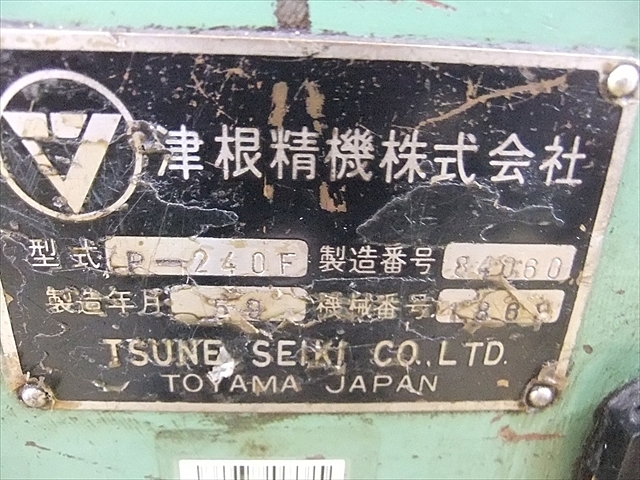 津根精機株式会社
型式 P-240F 製造番号 84060
製造年月 機械番号
TSUNE SEIKI CO.,LTD.
TOYAMA JAPAN